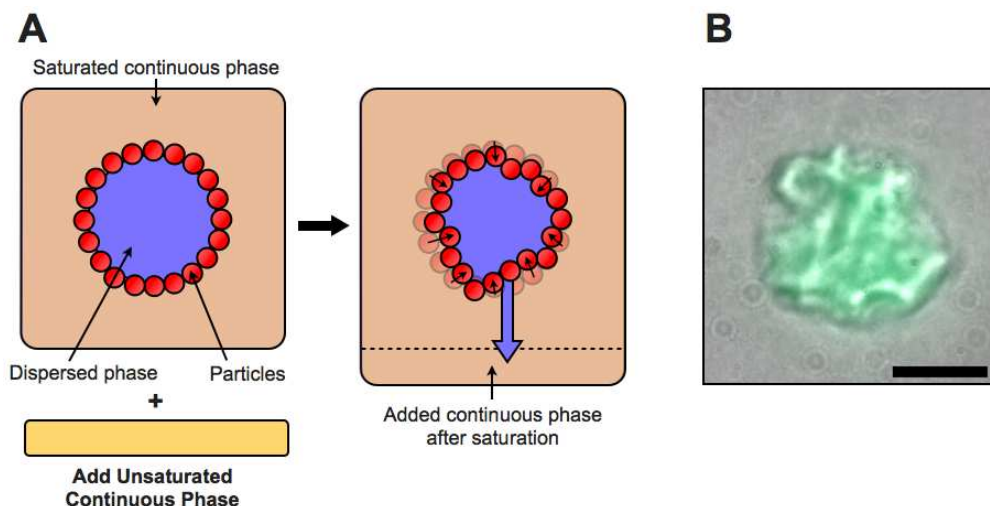 A
B
Saturated continuous phase
Dispersed phase
Particles
+
Added continuous phase
after saturation
Add Unsaturated
Continuous Phase